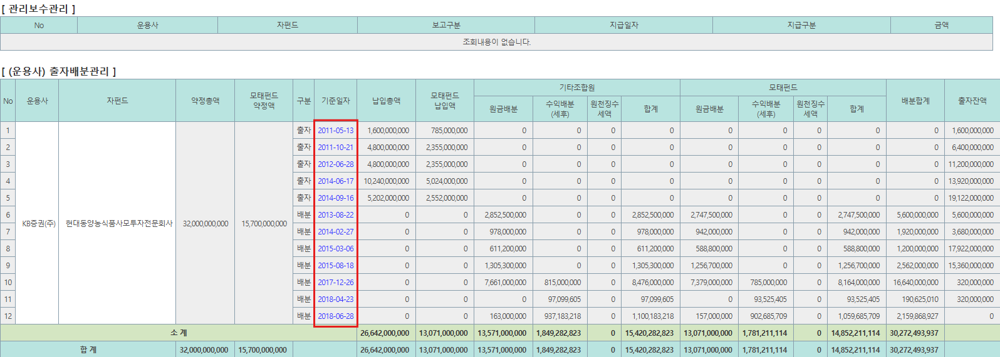 [ 관리보수관리 ]
No 운용사 자펀드 보고구분 지급일자 지급구분 금액
조회내용이 없습니다.
[ (운용사) 출자배분관리 ]
No 운용사 자펀드 약정총액 모태펀드 약정액 구분 기준일자 납입총액 모태펀드 납입액 기타조합원 모태펀드 배분합계 출자잔액
원금배분 수익배분 (세후) 원천징수 세액 합계 원금배분 수익배분 (세후) 원천징수 세액 합계
1 KB증권(주) 현대동양농식품사모투자전문회사 32,000,000,000 15,700,000,000 출자 2011-05-13 1,600,000,000 785,000,000 0 0 0 0 0 0 0 0 0 1,600,000,000
2 출자 2011-10-21 4,800,000,000 2,355,000,000 0 0 0 0 0 0 0 0 0 6,400,000,000
3 출자 2012-06-28 4,800,000,000 2,355,000,000 0 0 0 0 0 0 0 0 0 11,200,000,000
4 출자 2014-06-17 10,240,000,000 5,024,000,000 0 0 0 0 0 0 0 0 0 13,920,000,000
5 출자 2014-09-16 5,202,000,000 2,552,000,000 0 0 0 0 0 0 0 0 0 19,122,000,000
6 배분 2013-08-22 0 0 2,852,500,000 0 0 2,852,500,000 2,747,500,000 0 0 2,747,500,000 5,600,000,000 5,600,000,000
7 배분 2014-02-27 0 0 978,000,000 0 0 978,000,000 942,000,000 0 0 942,000,000 1,920,000,000 3,680,000,000
8 배분 2015-03-06 0 0 611,200,000 0 0 611,200,000 588,800,000 0 0 588,800,000 1,200,000,000 17,922,000,000
9 배분 2015-08-18 0 0 1,305,300,000 0 0 1,305,300,000 1,256,700,000 0 0 1,256,700,000 2,562,000,000 15,360,000,000
10 배분 2017-12-26 0 0 7,661,000,000 815,000,000 0 8,476,000,000 7,379,000,000 785,000,000 0 8,164,000,000 16,640,000,000 320,000,000
11 배분 2018-04-23 0 0 0 97,099,605 0 97,099,605 0 93,525,405 0 93,525,405 190,625,010 320,000,000
12 배분 2018-06-28 0 0 163,000,000 937,183,218 0 1,100,183,218 157,000,000 902,685,709 0 1,059,685,709 2,159,868,927 0
소 계 26,642,000,000 13,071,000,000 13,571,000,000 1,849,282,823 0 15,420,282,823 13,071,000,000 1,781,211,114 0 14,852,211,114 30,272,493,937
합 계 32,000,000,000 15,700,000,000 26,642,000,000 13,071,000,000 13,571,000,000 1,849,282,823 0 15,420,282,823 13,071,000,000 1,781,211,114 0 14,852,211,114 30,272,493,937